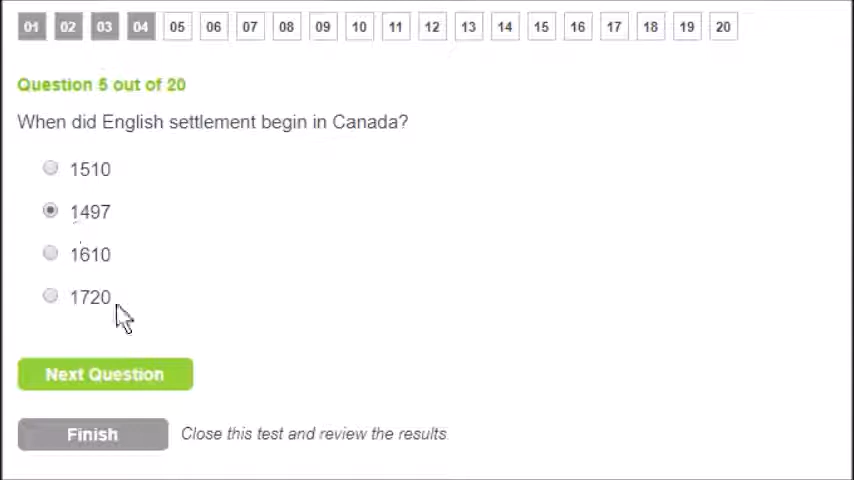 01 02 03 04 05 06 07 08 09 10 11 12 13 14 15 16 17 18 19 20
Question 5 out of 20
When did English settlement begin in Canada?
1510
1497
1610
1720
Next Question
Finish Close this test and review the results.